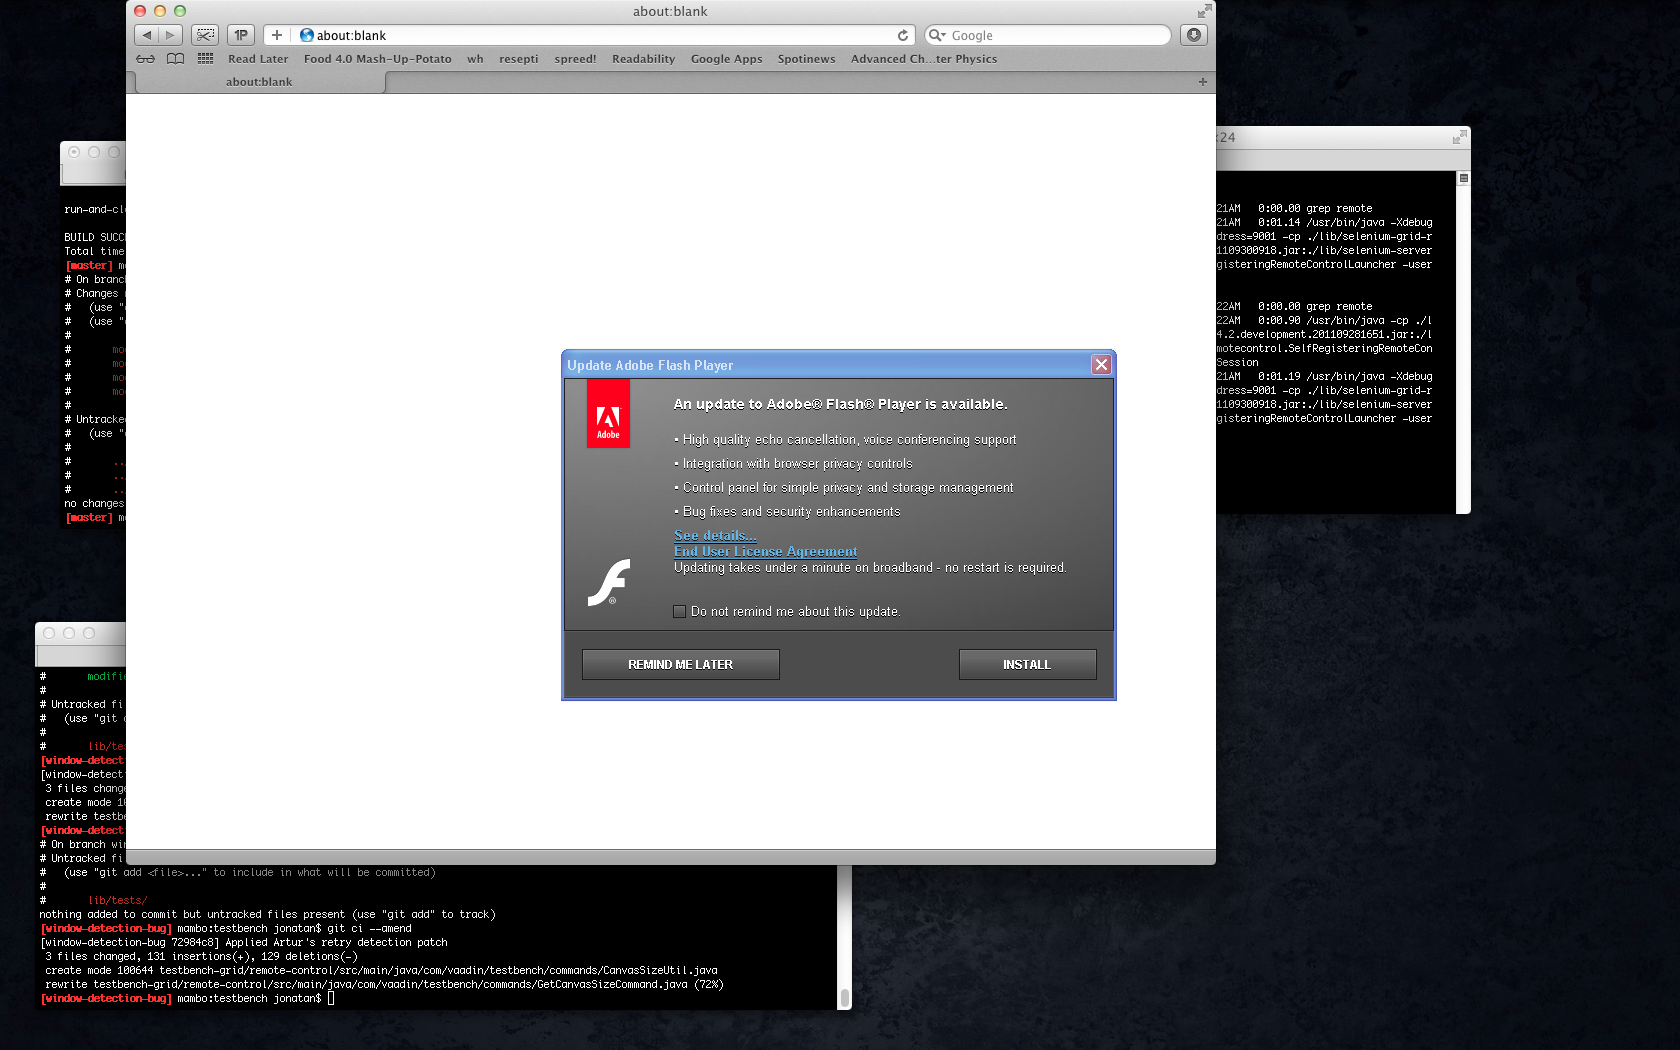 about:blank
1P
about:blank
Google
Read Later
Food 4.0 Mash-Up-Potato
wh
resepti
spreed!
Readability
Google Apps
Spotinews
Advanced Ch...ter Physics
about:blank
:24
21AM 0:00.00 grep remote
21AM 0:01.14 /usr/bin/java -Xdebug
dress=9001 -cp ./lib/selenium-grid-r
1109300918.jar:./lib/selenium-server
gisteringRemoteControlLauncher -user
22AM 0:00.00 grep remote
22AM 0:00.90 /usr/bin/java -cp ./l
4.2.development.201109281651.jar:./l
motecontrol.SelfRegisteringRemoteCon
Session
21AM 0:01.19 /usr/bin/java -Xdebug
dress=9001 -cp ./lib/selenium-grid-r
1109300918.jar:./lib/selenium-server
gisteringRemoteControlLauncher -user
run-and-cl
BUILD SUCC
Total time
[master] m
# On branc
# Changes
# (use "
# (use "
#
# mo
# mo
# mo
# mo
#
# Untracke
# (use "
#
# ..
# ..
# ..
no changes
[master] m
Update Adobe Flash Player
Adobe
An update to Adobe® Flash® Player is available.
• High quality echo cancellation, voice conferencing support
• Integration with browser privacy controls
• Control panel for simple privacy and storage management
• Bug fixes and security enhancements
See details...
End User License Agreement
Updating takes under a minute on broadband - no restart is required.
Do not remind me about this update.
REMIND ME LATER
INSTALL
# modifie
#
# Untracked fi
# (use "git
#
# lib/tes
[window-detect
[window-detect
3 files change
create mode 10
rewrite testbe
[window-detect
# On branch win
# Untracked fi
# (use "git add <file>..." to include in what will be committed)
#
# lib/tests/
nothing added to commit but untracked files present (use "git add" to track)
[window-detection-bug] mambo:testbench jonatan$ git ci --amend
[window-detection-bug 72984c8] Applied Artur's retry detection patch
3 files changed, 131 insertions(+), 129 deletions(-)
create mode 100644 testbench-grid/remote-control/src/main/java/com/vaadin/testbench/commands/CanvasSizeUtil.java
rewrite testbench-grid/remote-control/src/main/java/com/vaadin/testbench/commands/GetCanvasSizeCommand.java (72%)
[window-detection-bug] mambo:testbench jonatan$